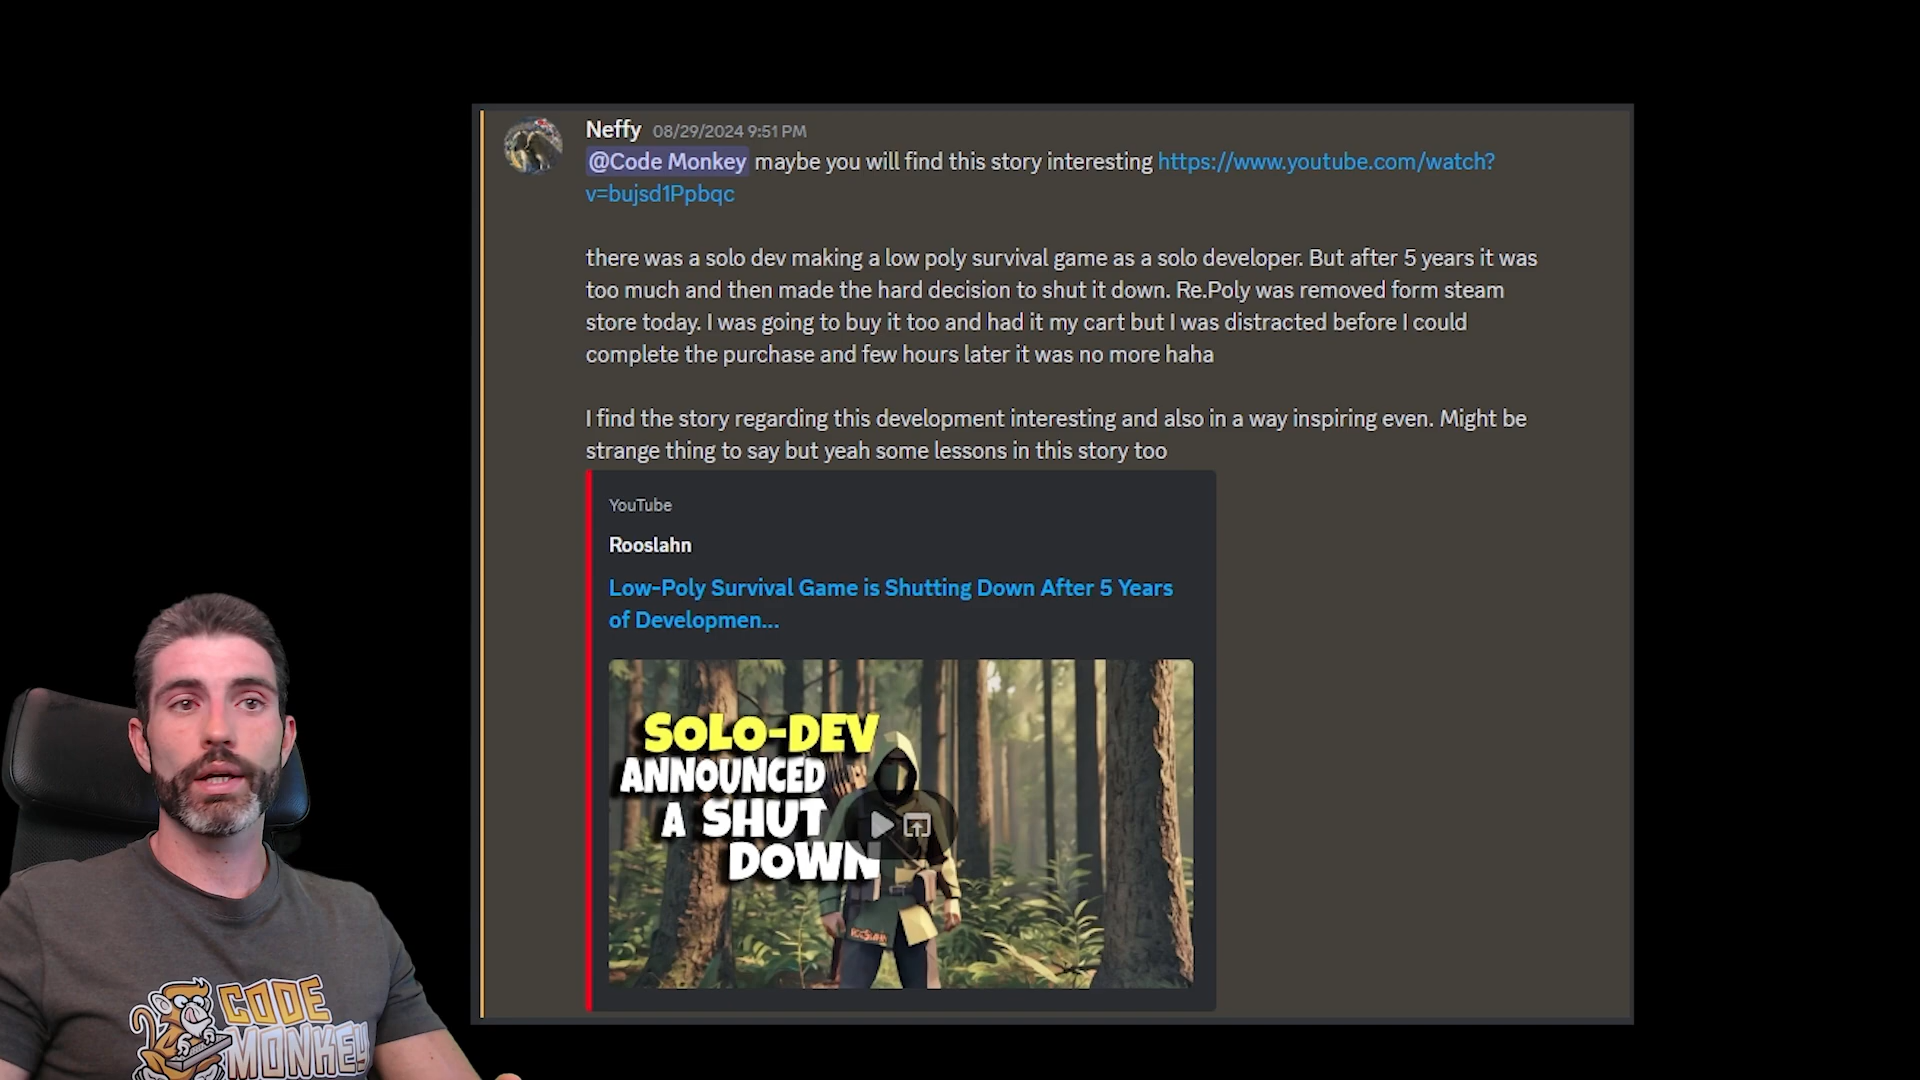 Neffy 08/29/2024 9:51 PM
@Code Monkey maybe you will find this story interesting https://www.youtube.com/watch?
v=bujsd1Ppbqc
there was a solo dev making a low poly survival game as a solo developer. But after 5 years it was
too much and then made the hard decision to shut it down. Re.Poly was removed form steam
store today. I was going to buy it too and had it my cart but I was distracted before I could
complete the purchase and few hours later it was no more haha
I find the story regarding this development interesting and also in a way inspiring even. Might be
strange thing to say but yeah some lessons in this story too
YouTube
Rooslahn
Low-Poly Survival Game is Shutting Down After 5 Years
of Developmen...
SOLO-DEV
ANNOUNCED
A SHUT
DOWN
ROOSLAHN
CODE
MONKEY